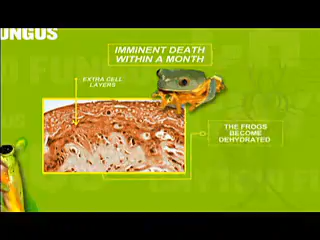 UNGUS
IMMINENT DEATH
WITHIN A MONTH
EXTRA CELL
LAYERS
THE FROGS
BECOME
DEHYDRATED